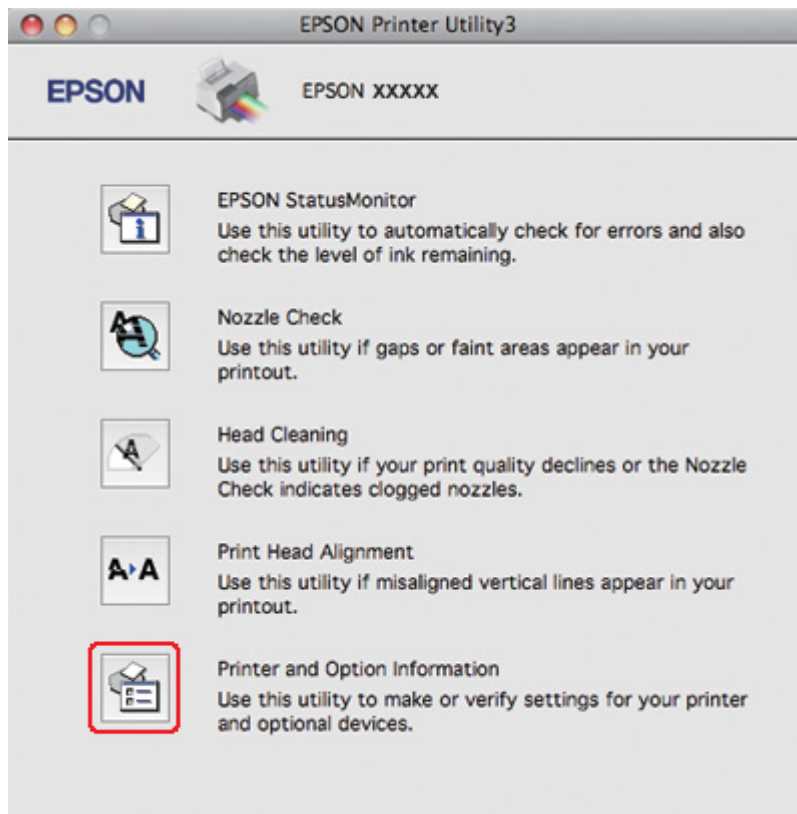 EPSON Printer Utility3
EPSON EPSON XXXXX
EPSON StatusMonitor
Use this utility to automatically check for errors and also
check the level of ink remaining.
Nozzle Check
Use this utility if gaps or faint areas appear in your
printout.
Head Cleaning
Use this utility if your print quality declines or the Nozzle
Check indicates clogged nozzles.
Print Head Alignment
Use this utility if misaligned vertical lines appear in your
printout.
Printer and Option Information
Use this utility to make or verify settings for your printer
and optional devices.